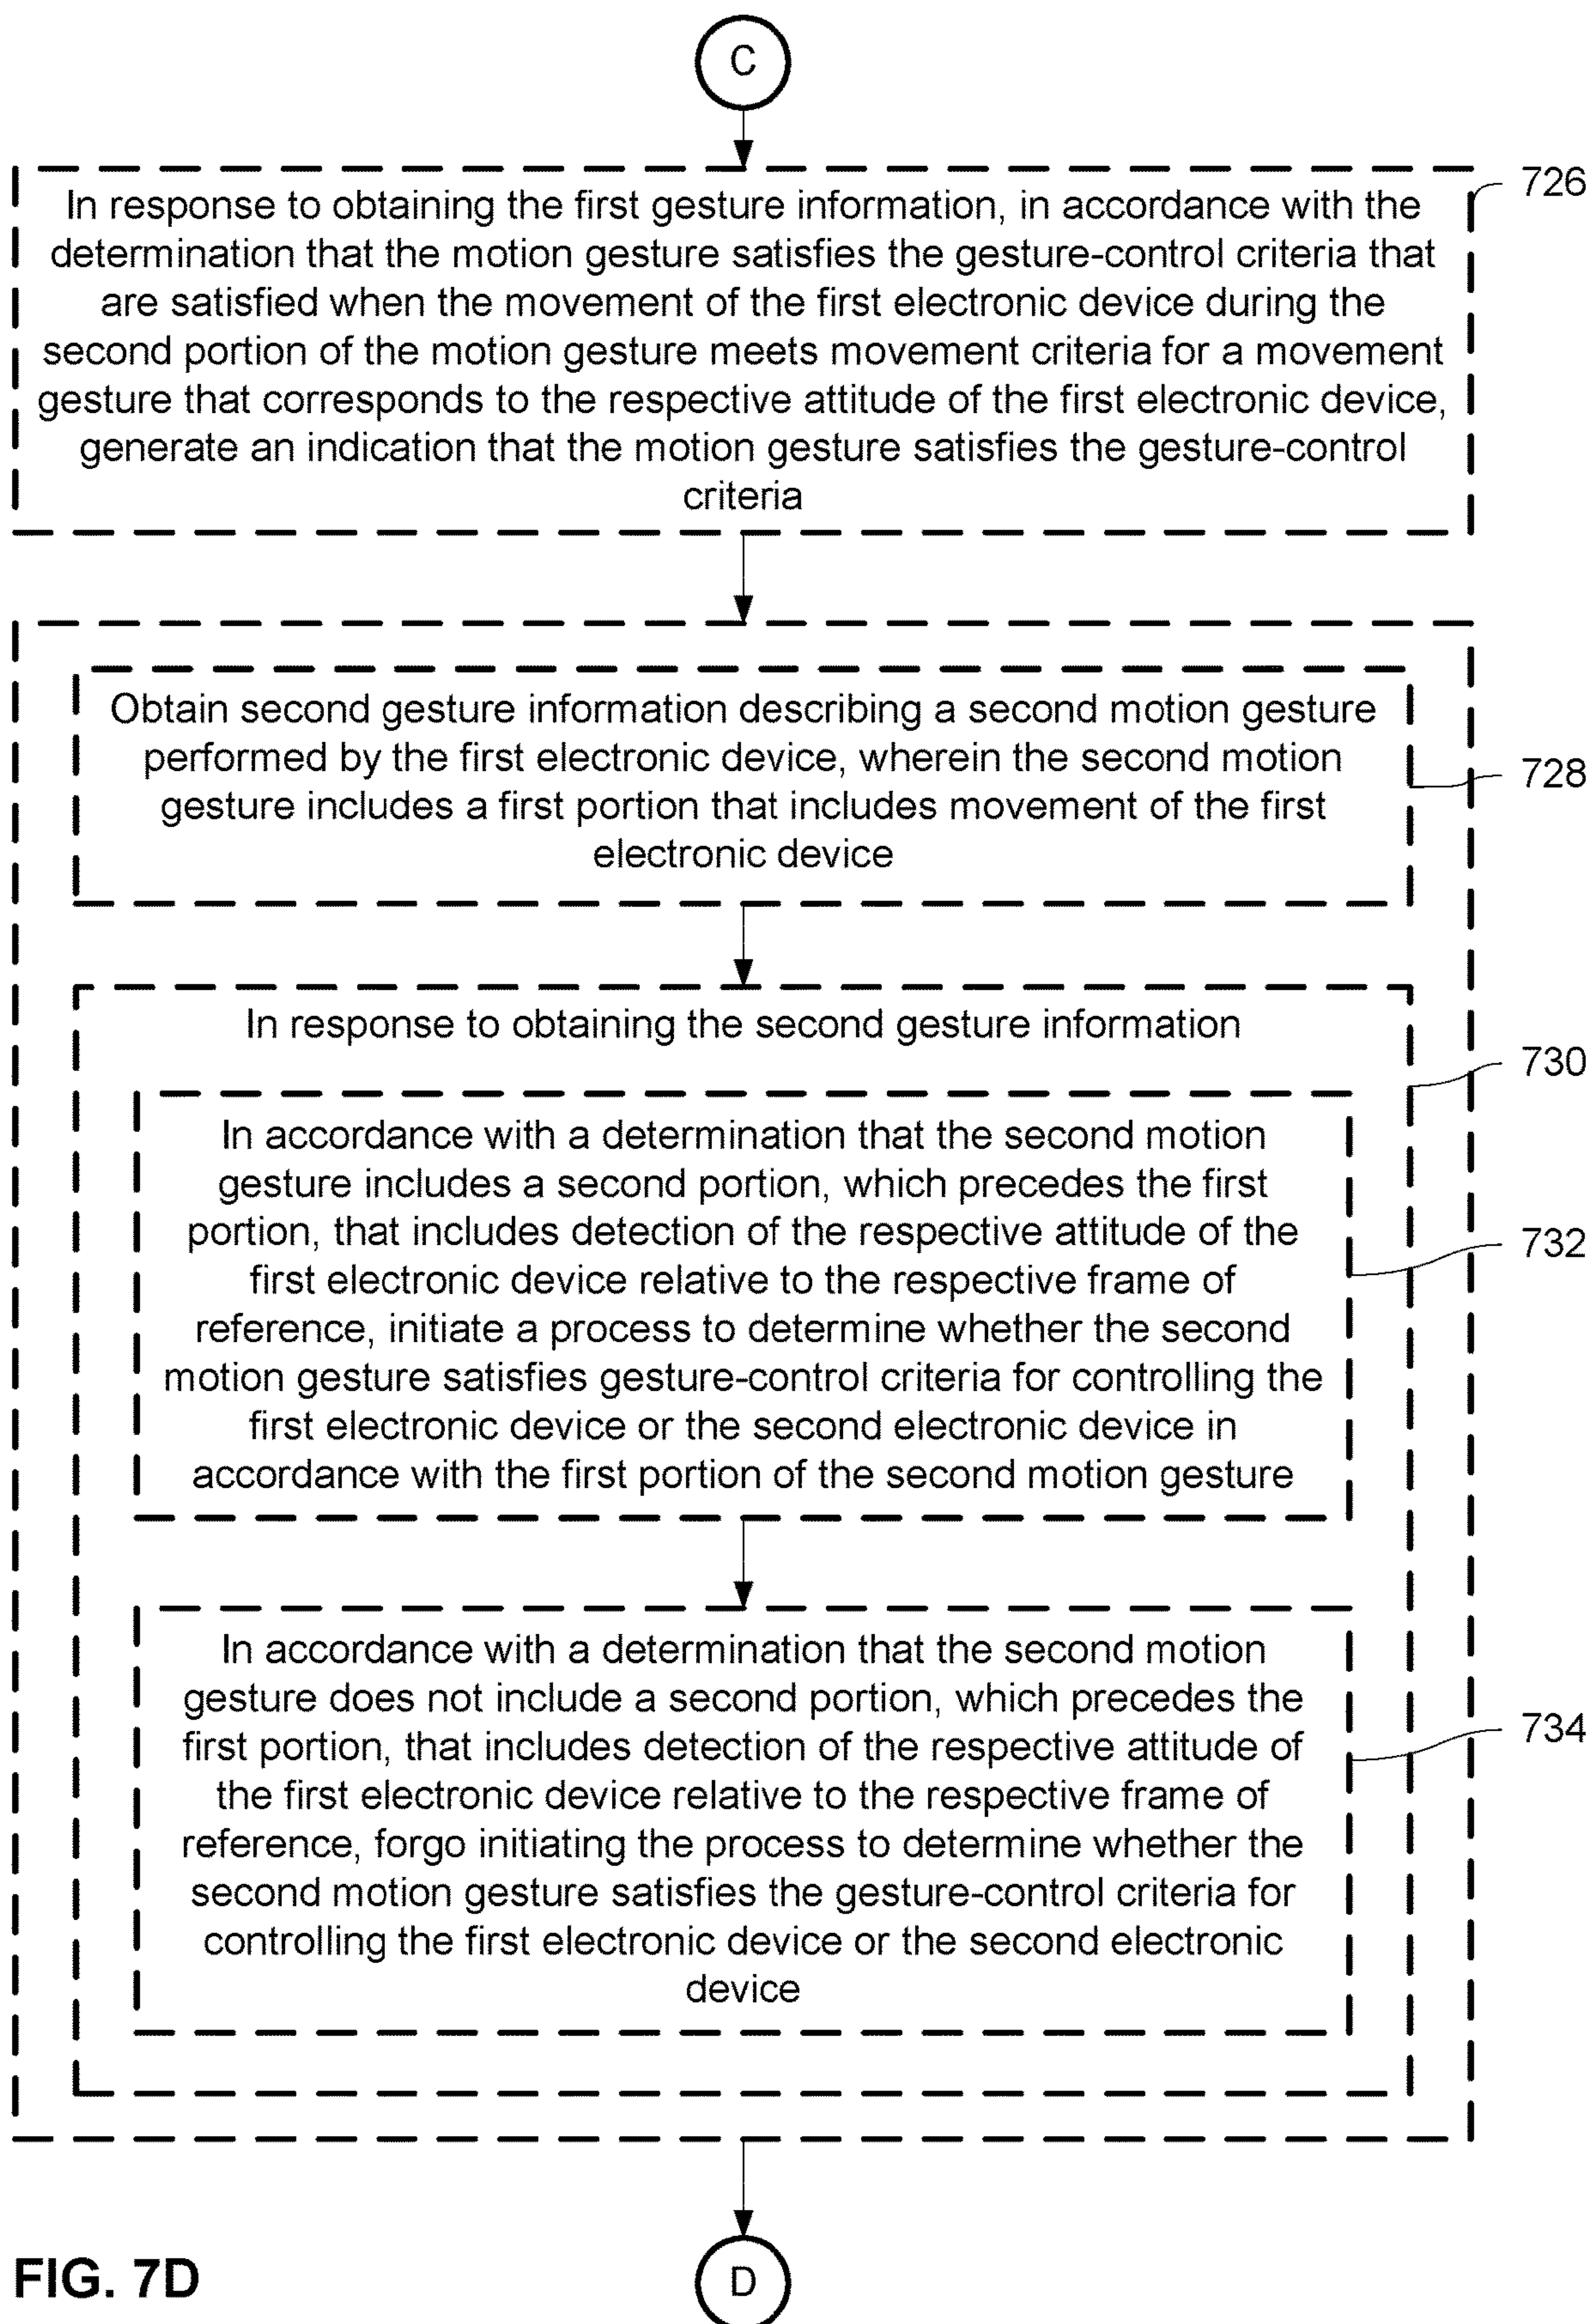 C
726
In response to obtaining the first gesture information, in accordance with the
determination that the motion gesture satisfies the gesture-control criteria that
are satisfied when the movement of the first electronic device during the
second portion of the motion gesture meets movement criteria for a movement
gesture that corresponds to the respective attitude of the first electronic device,
generate an indication that the motion gesture satisfies the gesture-control
criteria
Obtain second gesture information describing a second motion gesture
performed by the first electronic device, wherein the second motion
gesture includes a first portion that includes movement of the first
electronic device
728
In response to obtaining the second gesture information
730
In accordance with a determination that the second motion
gesture includes a second portion, which precedes the first
portion, that includes detection of the respective attitude of the
first electronic device relative to the respective frame of
reference, initiate a process to determine whether the second
motion gesture satisfies gesture-control criteria for controlling the
first electronic device or the second electronic device in
accordance with the first portion of the second motion gesture
732
In accordance with a determination that the second motion
gesture does not include a second portion, which precedes the
first portion, that includes detection of the respective attitude of
the first electronic device relative to the respective frame of
reference, forgo initiating the process to determine whether the
second motion gesture satisfies the gesture-control criteria for
controlling the first electronic device or the second electronic
device
734
FIG. 7D
D